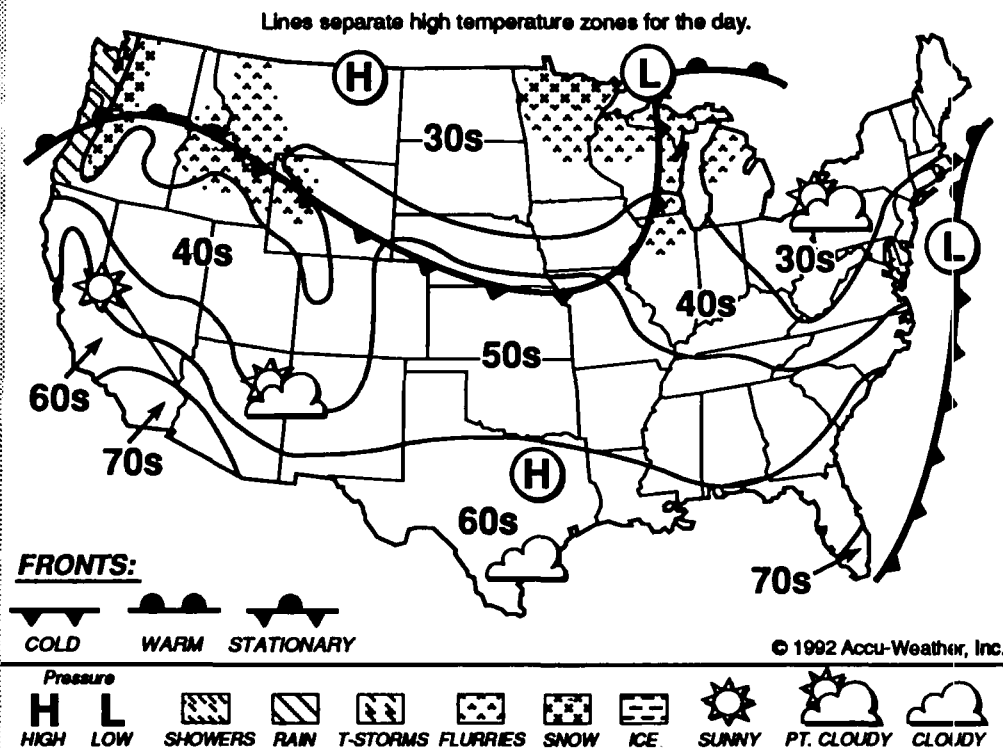 Lines separate high temperature zones for the day.
H
L
30s
40s
30s
L
40s
50s
60s
70s
H
60s
70s
FRONTS:
COLD WARM STATIONARY
© 1992 Accu-Weather, Inc.
Pressure
H L
HIGH LOW SHOWERS RAIN T-STORMS FLURRIES SNOW ICE SUNNY PT. CLOUDY CLOUDY